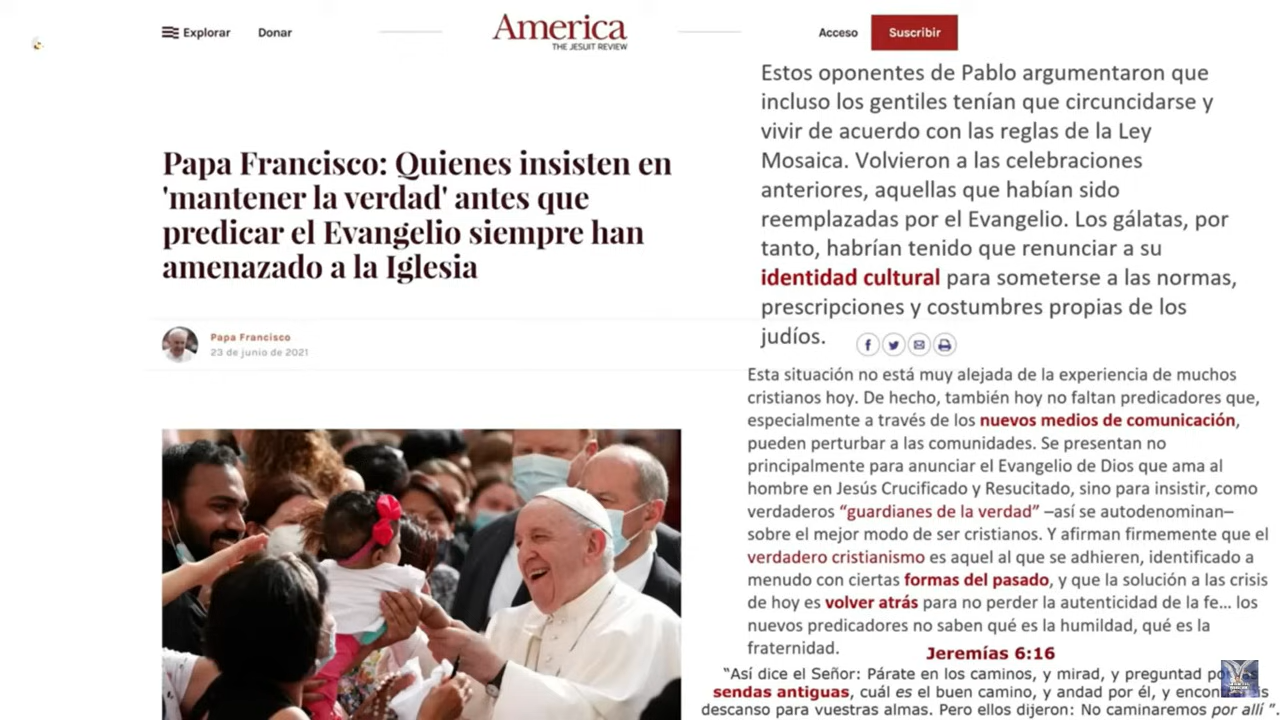 Explorar
Donar
America
THE JESUIT REVIEW
Acceso
Suscribir
Papa Francisco: Quienes insisten en
'mantener la verdad' antes que
predicar el Evangelio siempre han
amenazado a la Iglesia
Papa Francisco
23 de junio de 2021
Estos oponentes de Pablo argumentaron que
incluso los gentiles tenían que circuncidarse y
vivir de acuerdo con las reglas de la Ley
Mosaica. Volvieron a las celebraciones
anteriores, aquellas que habían sido
reemplazadas por el Evangelio. Los gálatas, por
tanto, habrían tenido que renunciar a su
identidad cultural para someterse a las normas,
prescripciones y costumbres propias de los
judíos.
Esta situación no está muy alejada de la experiencia de muchos
cristianos hoy. De hecho, también hoy no faltan predicadores que,
especialmente a través de los nuevos medios de comunicación,
pueden perturbar a las comunidades. Se presentan no
principalmente para anunciar el Evangelio de Dios que ama al
hombre en Jesús Crucificado y Resucitado, sino para insistir, como
verdaderos “guardianes de la verdad” –así se autodenominan–
sobre el mejor modo de ser cristianos. Y afirman firmemente que el
verdadero cristianismo es aquel al que se adhieren, identificado a
menudo con ciertas formas del pasado, y que la solución a las crisis
de hoy es volver atrás para no perder la autenticidad de la fe... los
nuevos predicadores no saben qué es la humildad, qué es la
fraternidad.
Jeremías 6:16
“Así dice el Señor: Párate en los caminos, y mirad, y preguntad
sendas antiguas, cuál es el buen camino, y andad por él, y
descanso para vuestras almas. Pero ellos dijeron: No caminaremos por allí ”.